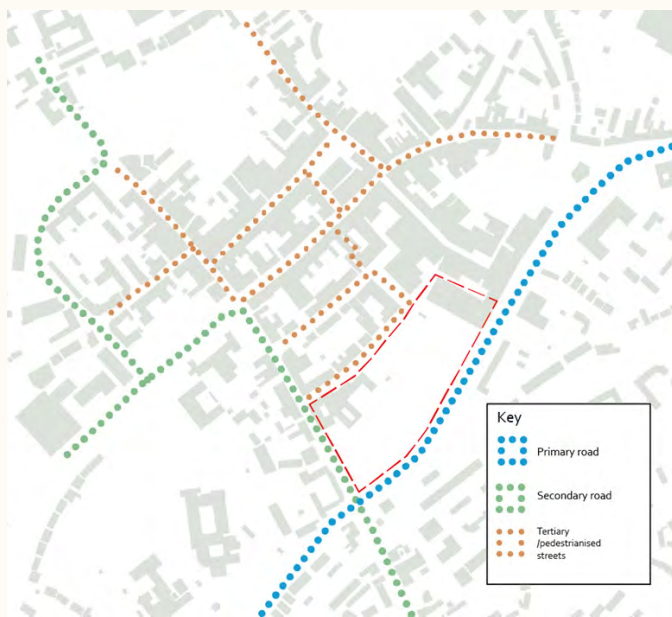 Key
Primary road
Secondary road
Tertiary
/pedestrianised
streets